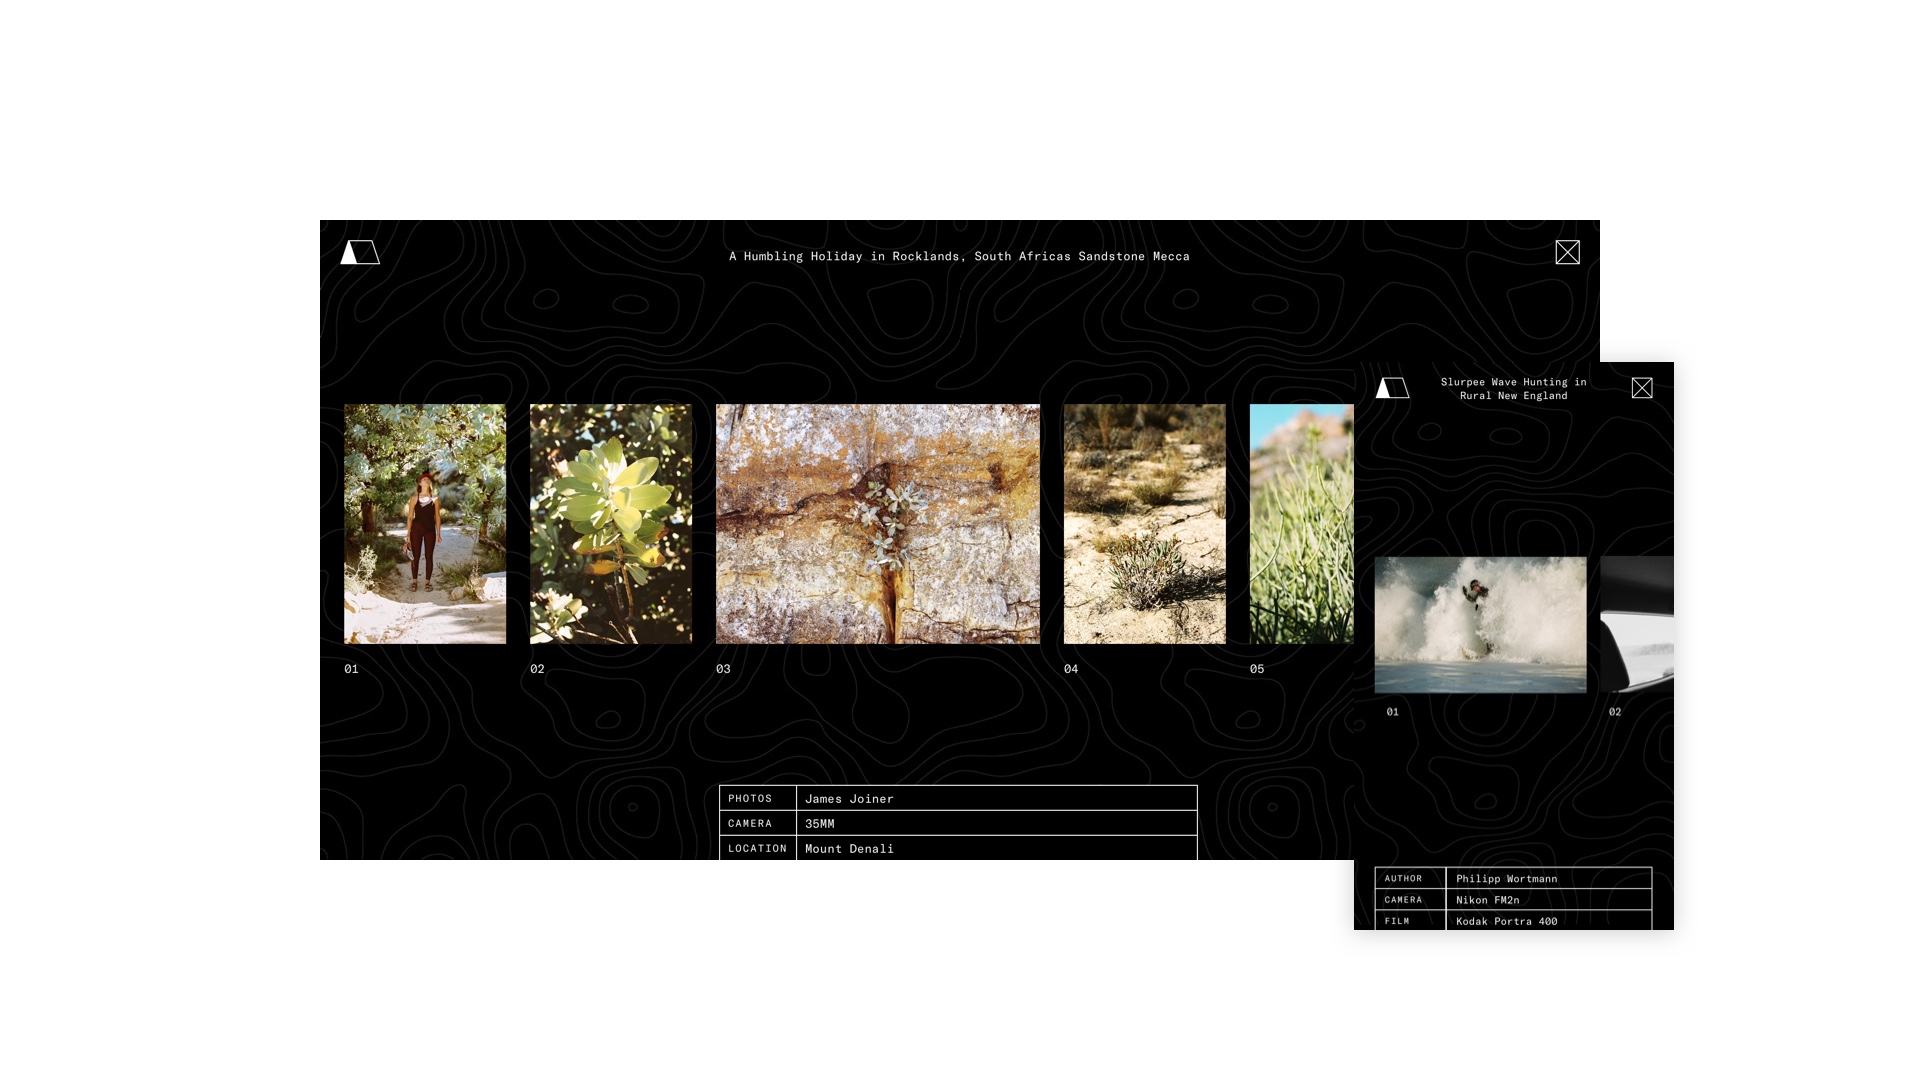 A Humbling Holiday in Rocklands, South Africas Sandstone Mecca
01
02
03
04
05
PHOTOS James Joiner
CAMERA 35MM
LOCATION Mount Denali
Slurpee Wave Hunting in
Rural New England
01
02
AUTHOR Philipp Wortmann
CAMERA Nikon FM2n
FILM Kodak Portra 400